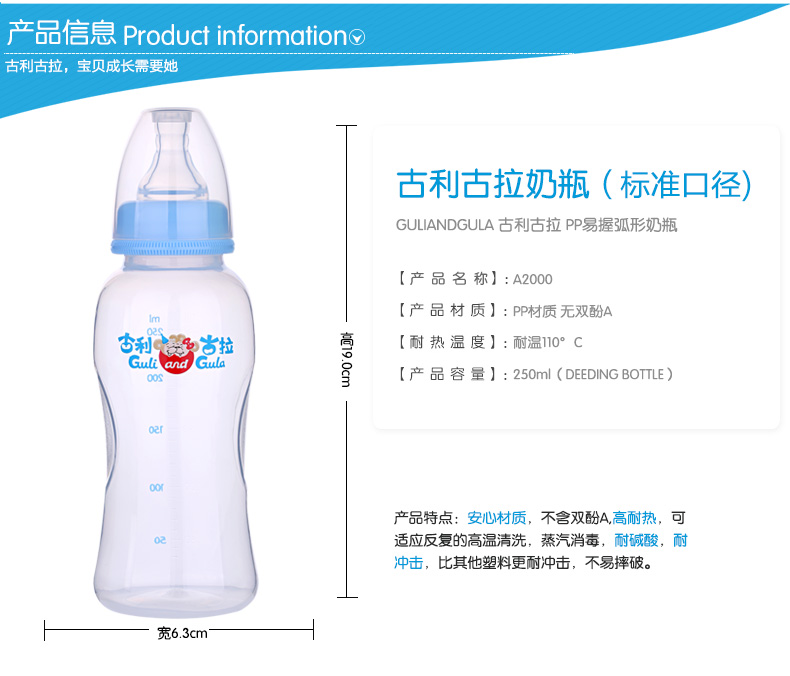 产品信息 Product information
古利古拉，宝贝成长需要她
古利古拉奶瓶（标准口径)
GULIANDGULA 古利古拉 PP易握弧形奶瓶
【产品名称】: A2000
【产品材质】: PP材质 无双酚A
【耐热温度】: 耐温110°C
【产品容量】: 250ml（DEEDING BOTTLE）
ml
250
古利 古拉
Guli and Gula
200
150
100
50
高19.0cm
宽6.3cm
产品特点：安心材质，不含双酚A,高耐热，可
适应反复的高温清洗，蒸汽消毒，耐碱酸，耐
冲击，比其他塑料更耐冲击，不易摔破。